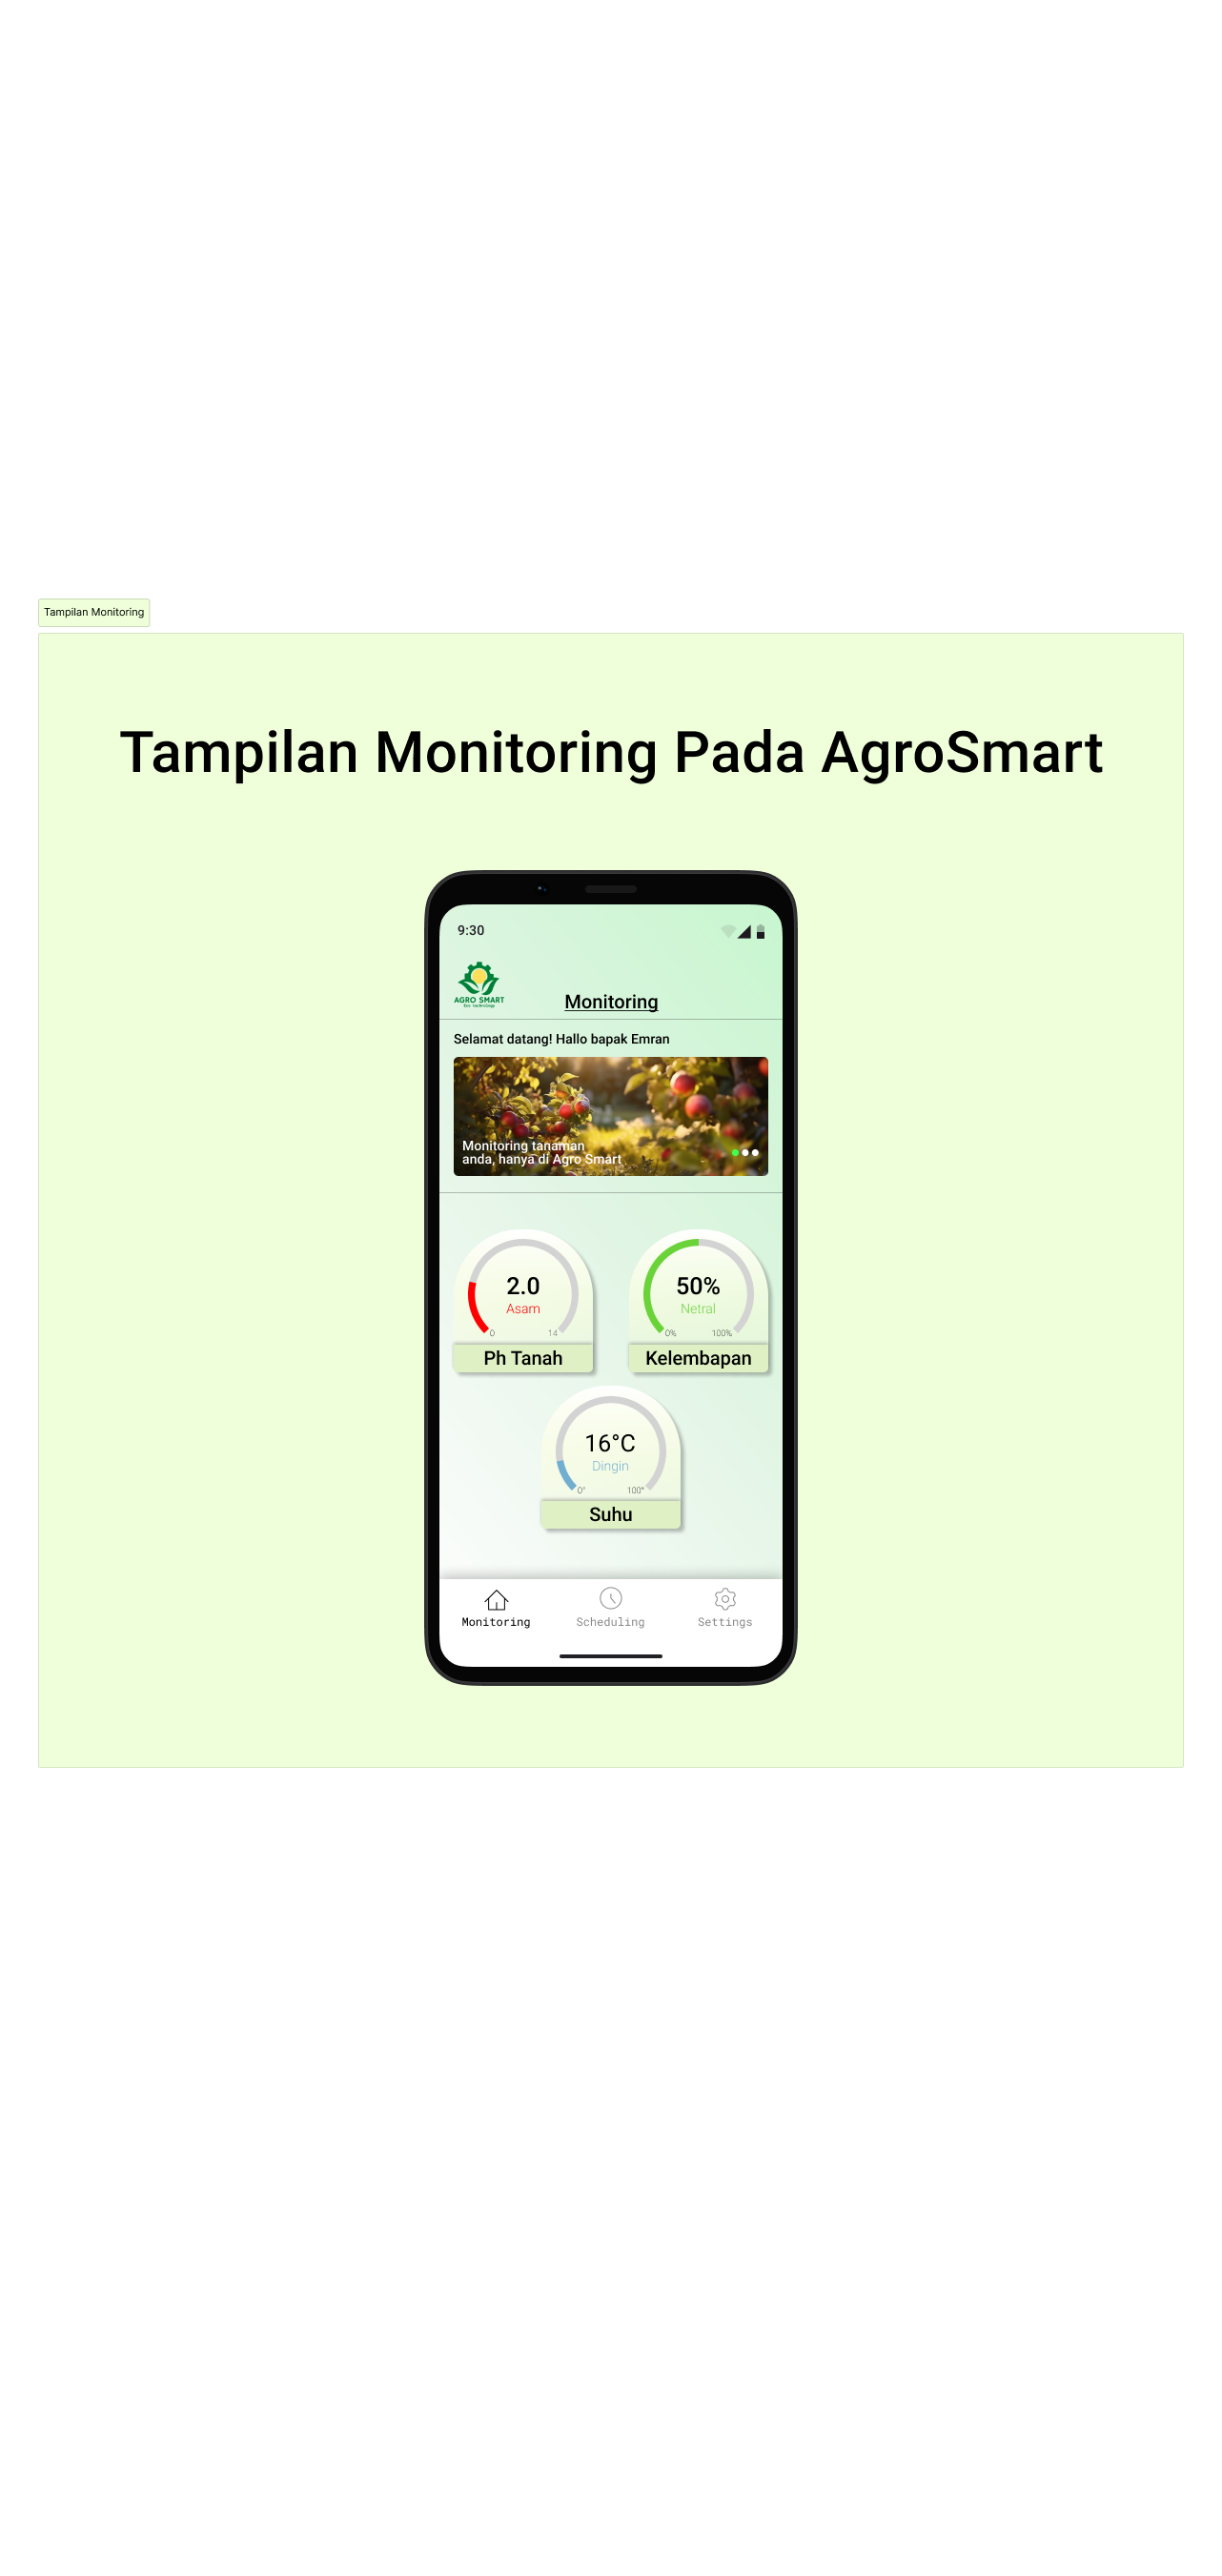 Tampilan Monitoring
Tampilan Monitoring Pada AgroSmart
9:30
AGRO SMART
Eco technology
Monitoring
Selamat datang! Hallo bapak Emran
Monitoring tanaman
anda, hanya di Agro Smart
2.0
Asam
0 14
Ph Tanah
50%
Netral
0% 100%
Kelembapan
16°C
Dingin
0° 100°
Suhu
Monitoring Scheduling Settings